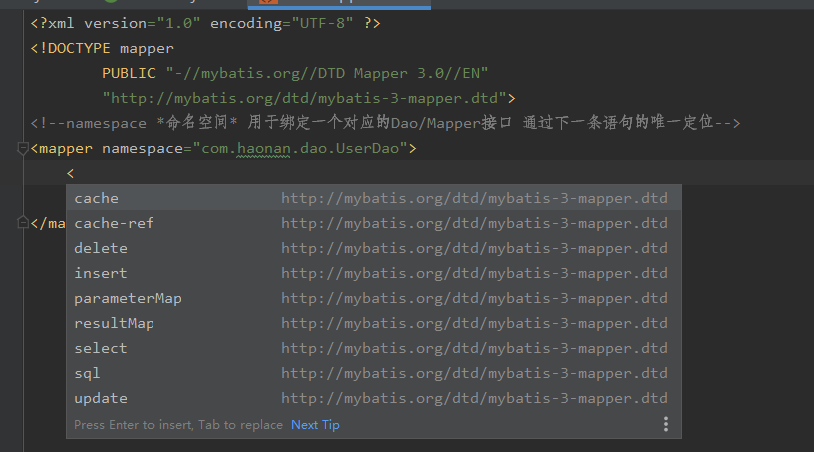 <?xml version="1.0" encoding="UTF-8" ?>
<!DOCTYPE mapper
PUBLIC "-//mybatis.org//DTD Mapper 3.0//EN"
"http://mybatis.org/dtd/mybatis-3-mapper.dtd">
<!--namespace *命名空间* 用于绑定一个对应的Dao/Mapper接口 通过下一条语句的唯一定位-->
<mapper namespace="com.haonan.dao.UserDao">
<
cache http://mybatis.org/dtd/mybatis-3-mapper.dtd
cache-ref http://mybatis.org/dtd/mybatis-3-mapper.dtd
</ma
delete http://mybatis.org/dtd/mybatis-3-mapper.dtd
insert http://mybatis.org/dtd/mybatis-3-mapper.dtd
parameterMap http://mybatis.org/dtd/mybatis-3-mapper.dtd
resultMap http://mybatis.org/dtd/mybatis-3-mapper.dtd
select http://mybatis.org/dtd/mybatis-3-mapper.dtd
sql http://mybatis.org/dtd/mybatis-3-mapper.dtd
update http://mybatis.org/dtd/mybatis-3-mapper.dtd
Press Enter to insert, Tab to replace Next Tip